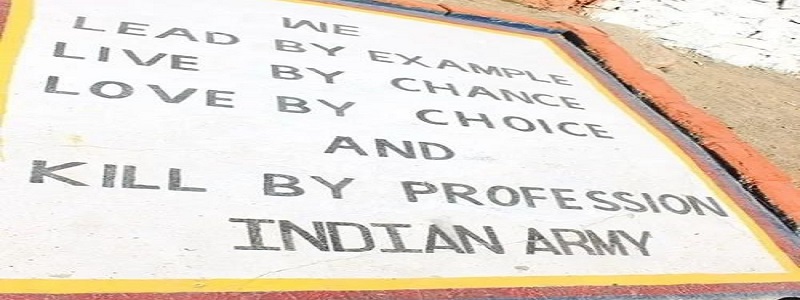 WE
LEAD BY EXAMPLE
LIVE BY CHANCE
LOVE BY CHOICE
AND
KILL BY PROFESSION
INDIAN ARMY